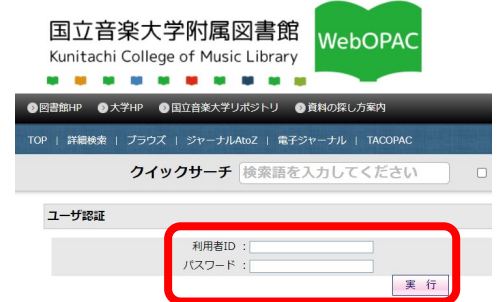 国立音楽大学附属図書館
Kunitachi College of Music Library
WebOPAC
図書館HP 大学HP 国立音楽大学リポジトリ 資料の探し方案内
TOP | 詳細検索 | ブラウズ | ジャーナルAtoZ | 電子ジャーナル | TACOPAC
クイックサーチ 検索語を入力してください
ユーザ認証
利用者ID :
パスワード :
実 行